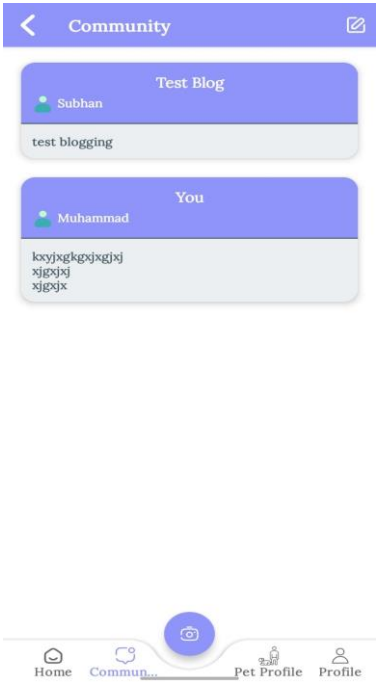 Community
Test Blog
Subhan
test blogging
You
Muhammad
kxyjxgkgxjxgjxj
xjgxjxj
xjgxjx
Home Commun... Pet Profile Profile